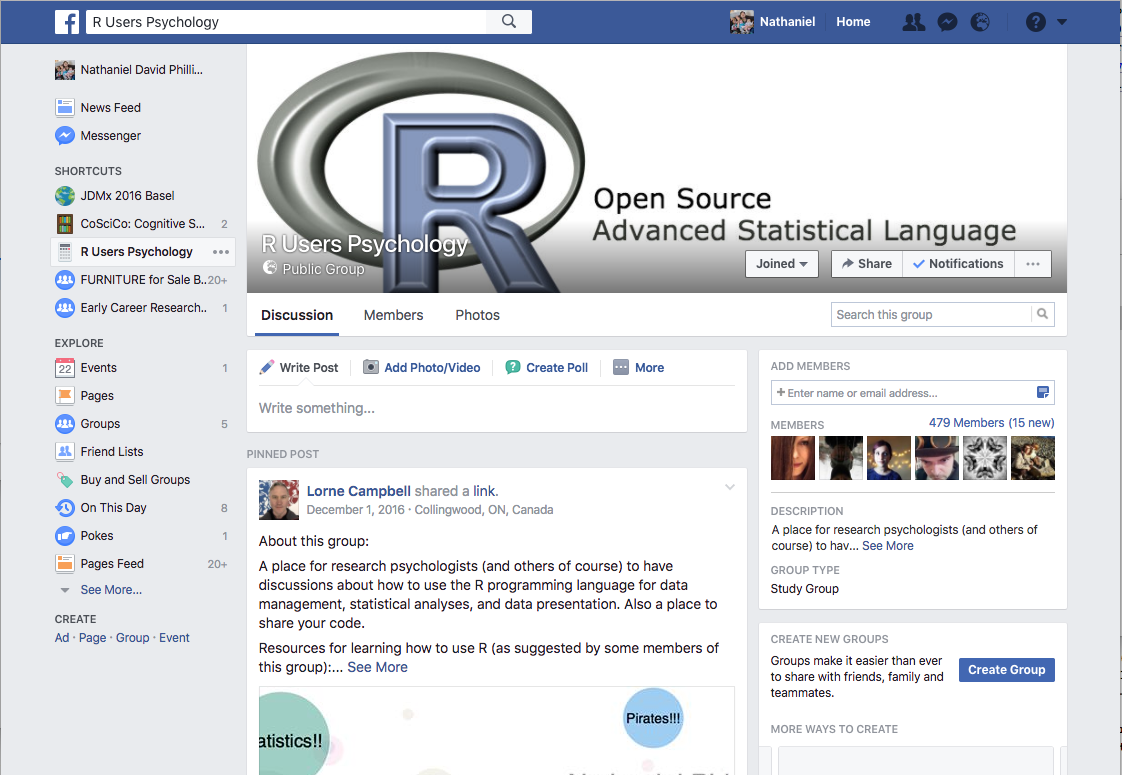 R Users Psychology
Nathaniel
Home
Nathaniel David Philli...
News Feed
Messenger
SHORTCUTS
JDMx 2016 Basel
CoSciCo: Cognitive S... 2
R Users Psychology
FURNITURE for Sale B.. 20+
Early Career Research.. 1
EXPLORE
22
Events 1
Pages
Groups 5
Friend Lists
Buy and Sell Groups
On This Day 8
Pokes 1
Pages Feed 20+
See More...
CREATE
Ad · Page · Group · Event
R
Open Source
Advanced Statistical Language
R Users Psychology
Public Group
Joined
Share
Notifications
Discussion
Members
Photos
Search this group
Write Post
Add Photo/Video
Create Poll
More
Write something...
PINNED POST
Lorne Campbell shared a link.
December 1, 2016 · Collingwood, ON, Canada
About this group:
A place for research psychologists (and others of course) to have
discussions about how to use the R programming language for data
management, statistical analyses, and data presentation. Also a place to
share your code.
Resources for learning how to use R (as suggested by some members of
this group):... See More
atistics!!
Pirates!!!
ADD MEMBERS
+ Enter name or email address...
MEMBERS
479 Members (15 new)
DESCRIPTION
A place for research psychologists (and others of
course) to hav... See More
GROUP TYPE
Study Group
CREATE NEW GROUPS
Groups make it easier than ever
to share with friends, family and
teammates.
Create Group
MORE WAYS TO CREATE